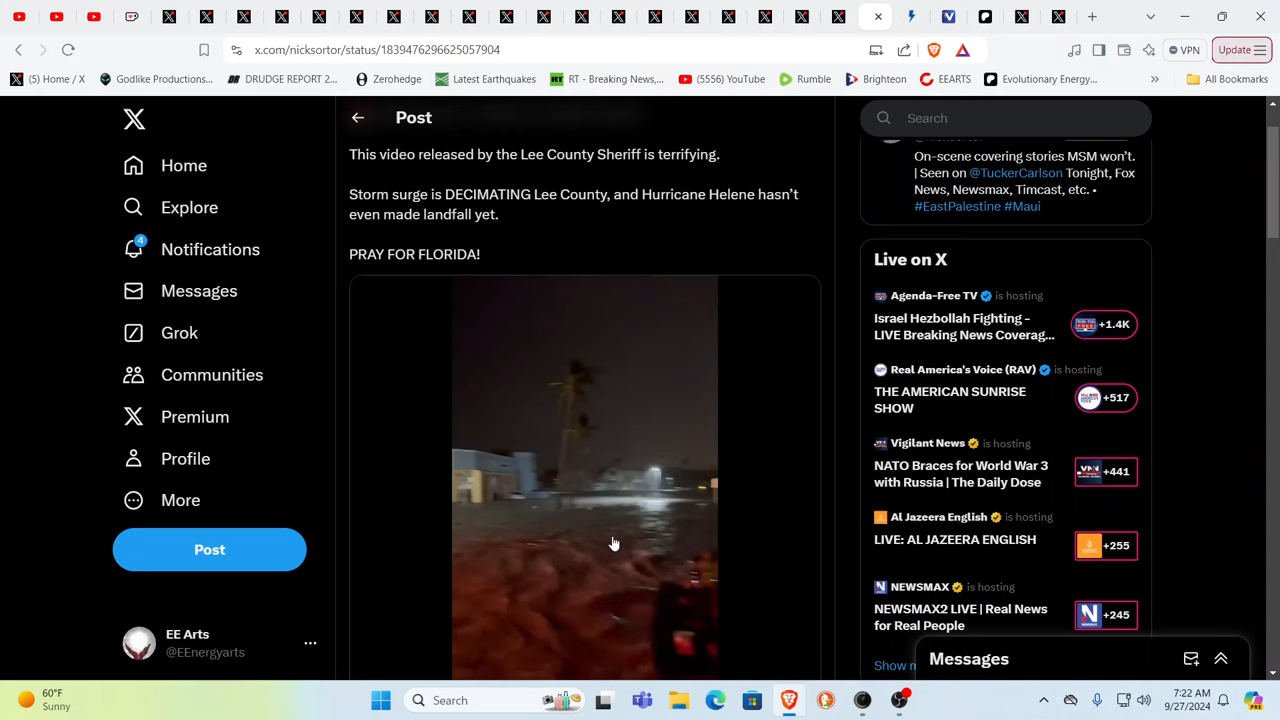 x.com/nicksortor/status/1839476296625057904
VPN
Update
(5) Home / X
Godlike Productions...
DRUDGE REPORT 2...
Zerohedge
Latest Earthquakes
RT - Breaking News,...
(555) YouTube
Rumble
Brighteon
EEARTS
Evolutionary Energy...
All Bookmarks
Home
Explore
4
Notifications
Messages
Grok
Communities
Premium
Profile
More
Post
EE Arts
@EEnergyarts
Post
This video released by the Lee County Sheriff is terrifying.
Storm surge is DECIMATING Lee County, and Hurricane Helene hasn't
even made landfall yet.
PRAY FOR FLORIDA!
Search
On-scene covering stories MSM won't.
| Seen on @TuckerCarlson Tonight, Fox
News, Newsmax, Timcast, etc. •
#EastPalestine #Maui
Live on X
Agenda-Free TV is hosting
Israel Hezbollah Fighting -
LIVE Breaking News Coverag...
+1.4K
Real America's Voice (RAV) is hosting
THE AMERICAN SUNRISE
SHOW
+517
Vigilant News is hosting
NATO Braces for World War 3
with Russia | The Daily Dose
+441
Al Jazeera English is hosting
LIVE: AL JAZEERA ENGLISH
+255
NEWSMAX is hosting
NEWSMAX2 LIVE | Real News
for Real People
+245
Show
Messages
60°F
Sunny
Search
7:22 AM
9/27/2024